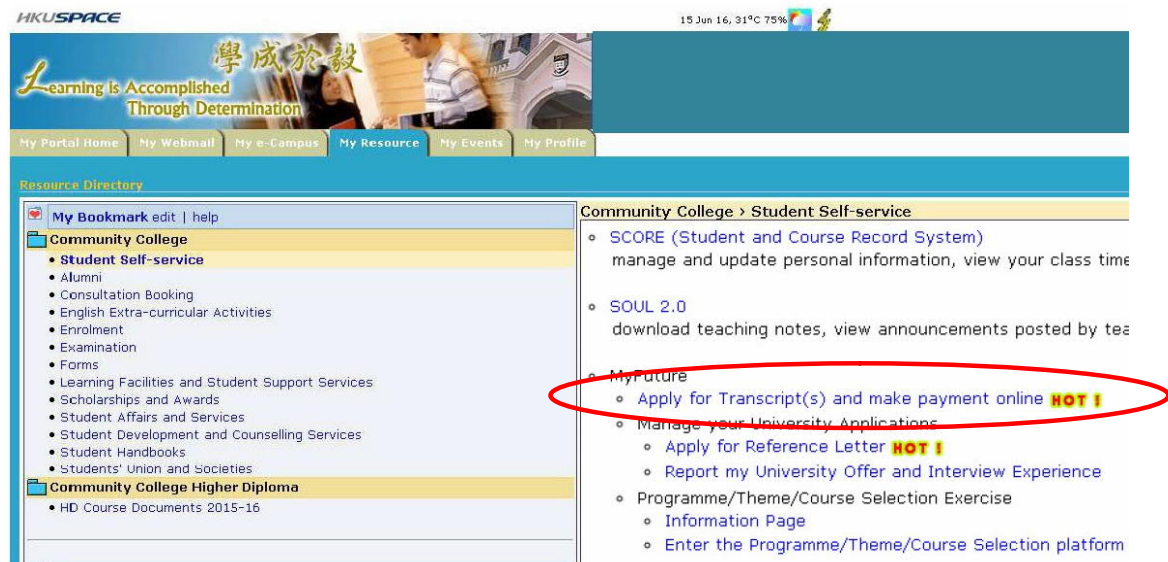 HKUSPACE
15 Jun 16, 31°C 75%
學成於毅
Learning is Accomplished
Through Determination
My Portal Home My Webmail My e-Campus My Resource My Events My Profile
Resource Directory
My Bookmark edit | help
Community College
• Student Self-service
• Alumni
• Consultation Booking
• English Extra-curricular Activities
• Enrolment
• Examination
• Forms
• Learning Facilities and Student Support Services
• Scholarships and Awards
• Student Affairs and Services
• Student Development and Counselling Services
• Student Handbooks
• Students' Union and Societies
Community College Higher Diploma
• HD Course Documents 2015-16
Community College > Student Self-service
SCORE (Student and Course Record System)
manage and update personal information, view your class time
SOUL 2.0
download teaching notes, view announcements posted by tea
MyFuture
Apply for Transcript(s) and make payment online HOT !
Manage your University Applications
Apply for Reference Letter HOT !
Report my University Offer and Interview Experience
Programme/Theme/Course Selection Exercise
Information Page
Enter the Programme/Theme/Course Selection platform